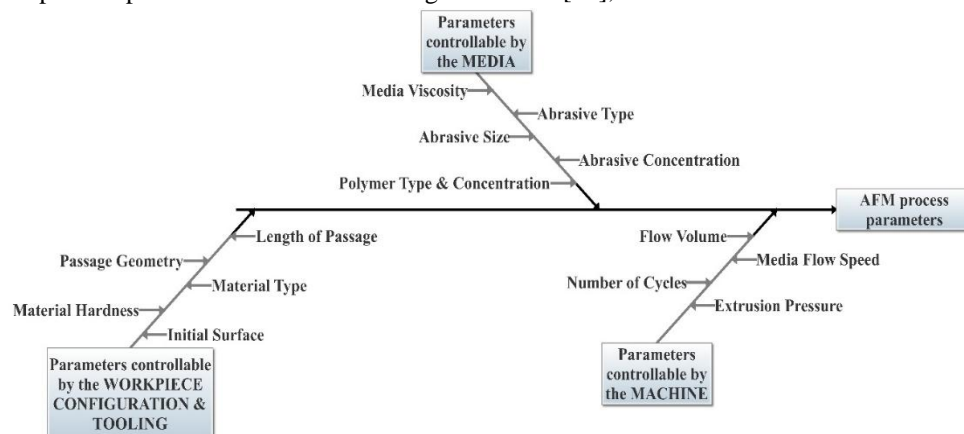 Parameters
controllable by
the MEDIA
Media Viscosity
Abrasive Type
Abrasive Size
Abrasive Concentration
Polymer Type & Concentration
AFM process
parameters
Length of Passage
Flow Volume
Passage Geometry
Media Flow Speed
Material Type
Number of Cycles
Material Hardness
Extrusion Pressure
Initial Surface
Parameters controllable
by the WORKPIECE
CONFIGURATION &
TOOLING
Parameters
controllable by
the MACHINE